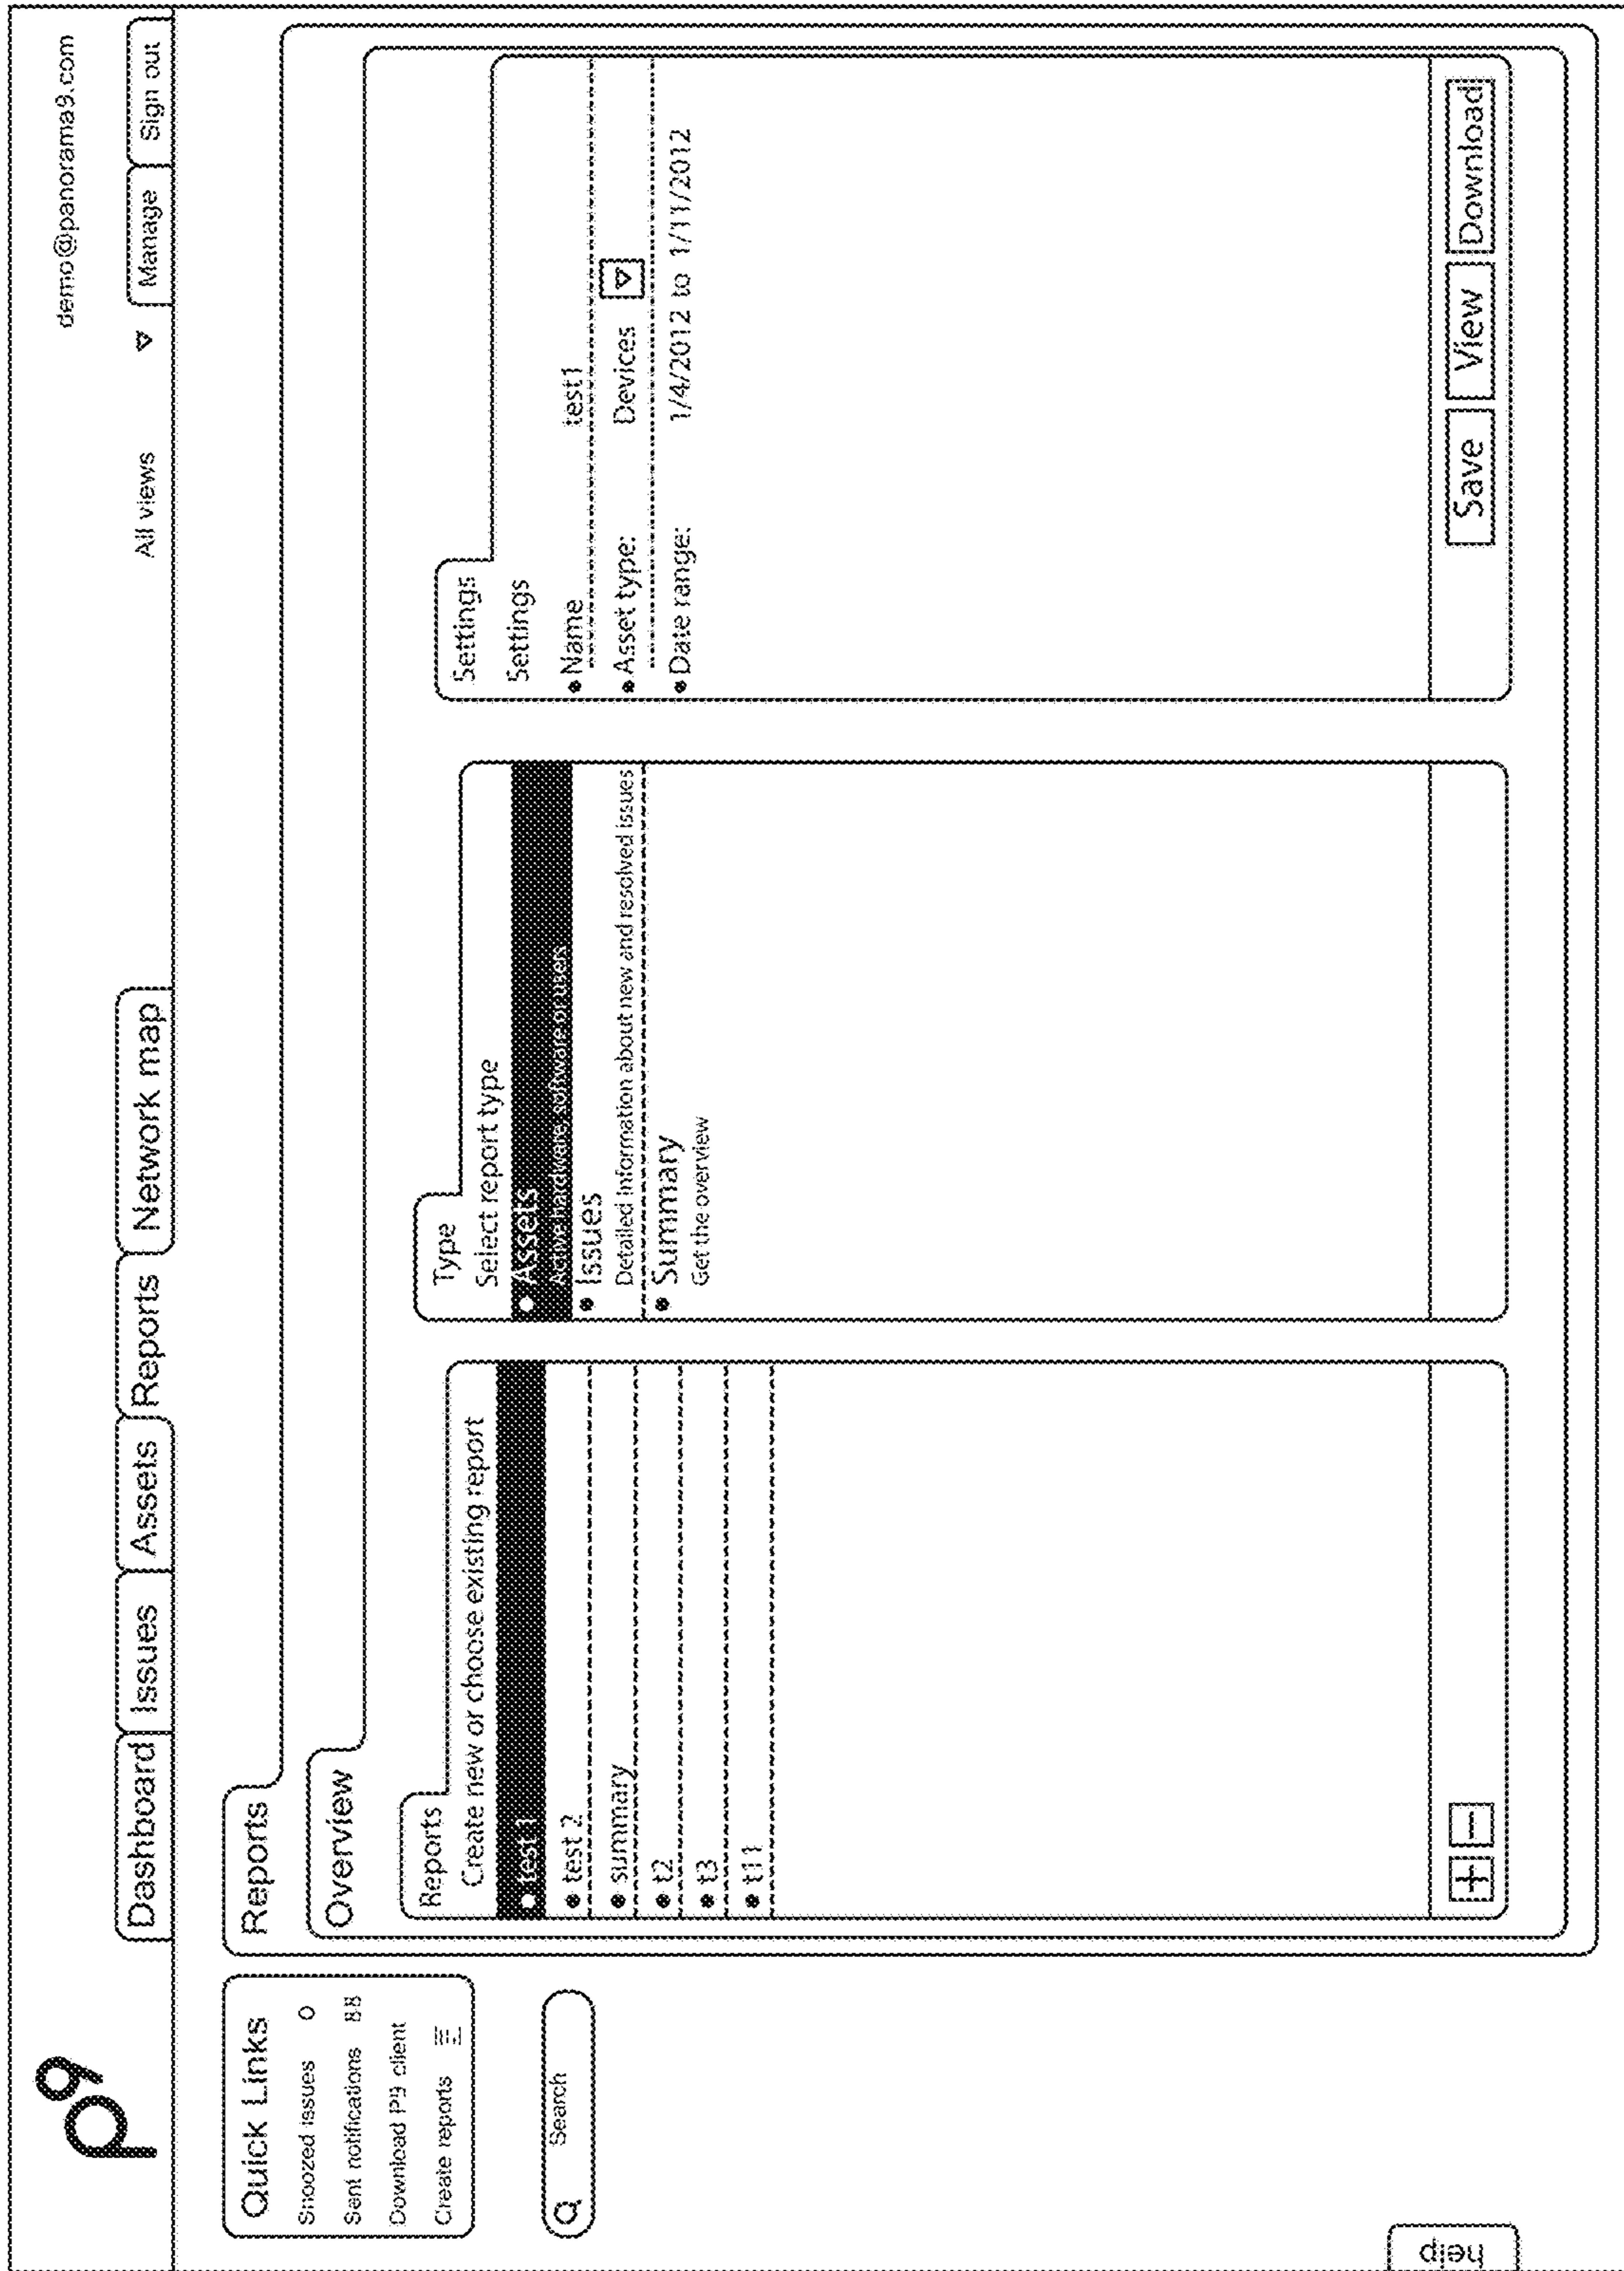 p9
demo@panorama9.com
Dashboard Issues Assets Reports Network map
All views Manage Sign out
Quick Links
Snoozed issues 0
Sent notifications 88
Download P9 client
Create reports
Search
help
Reports
Overview
Reports
Create new or choose existing report
• test 1
• test 2
• summary
• t2
• t3
• t11
+ −
Type
Select report type
• Assets
Active hardware, software or users
• Issues
Detailed information about new and resolved issues
• Summary
Get the overview
Settings
Settings
• Name test1
• Asset type: Devices
• Date range: 1/4/2012 to 1/11/2012
Save View Download